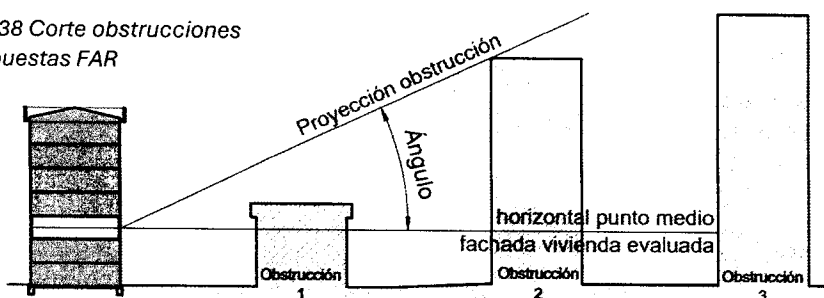 38 Corte obstrucciones
puestas FAR
Proyección obstrucción
Ángulo
horizontal punto medio
fachada vivienda evaluada
Obstrucción
1
Obstrucción
2
Obstrucción
3